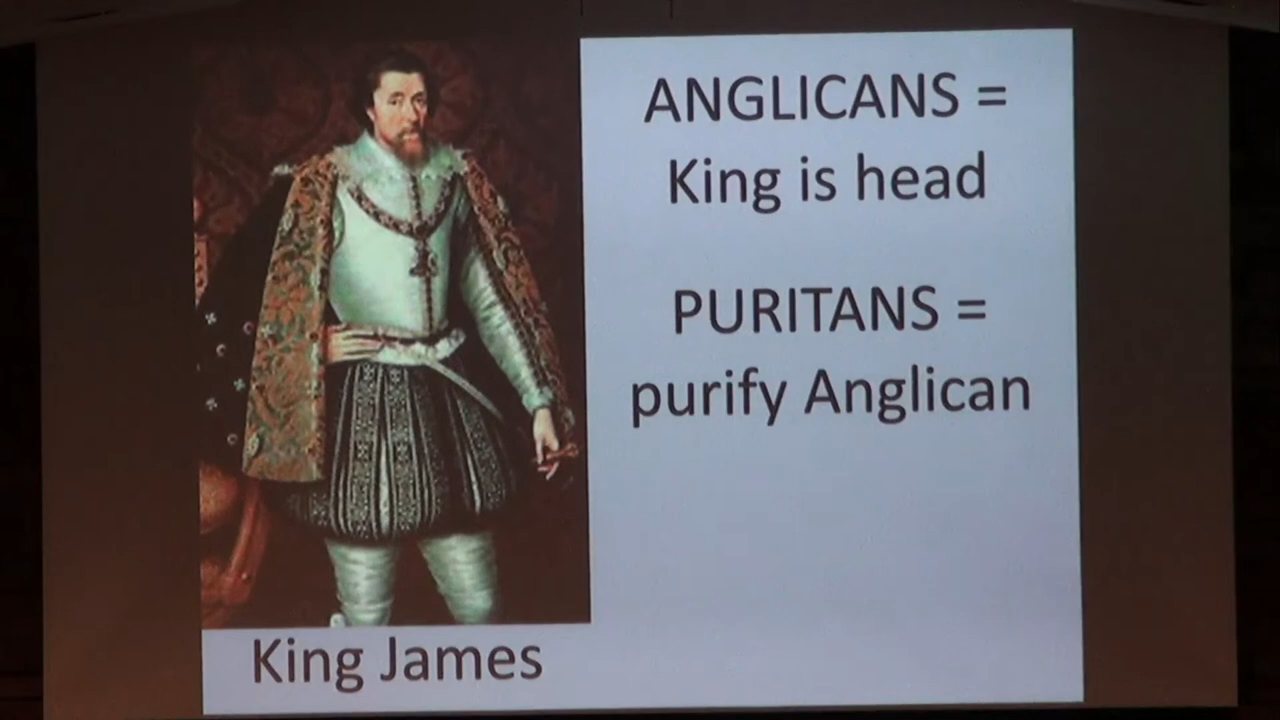 ANGLICANS =
King is head
PURITANS =
purify Anglican
King James